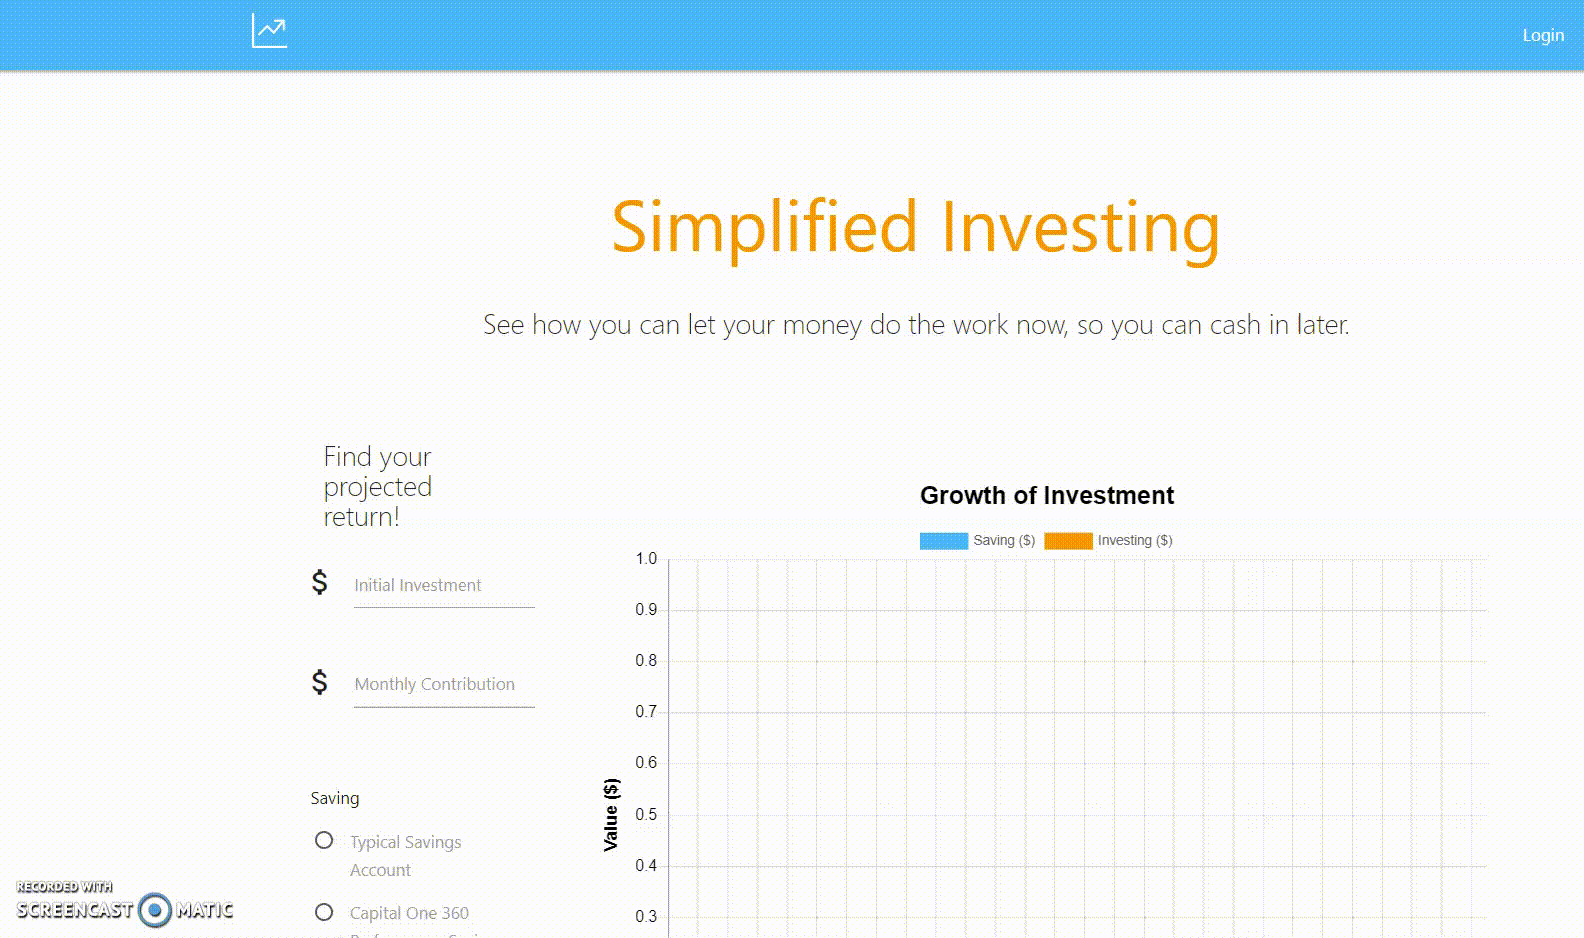 Login
Simplified Investing
See how you can let your money do the work now, so you can cash in later.
Find your
projected
return!
$ Initial Investment
$ Monthly Contribution
Saving
Typical Savings
Account
Capital One 360
Growth of Investment
Saving ($) Investing ($)
1.0
0.9
0.8
0.7
0.6
0.5
0.4
0.3
Value ($)
RECORDED WITH
SCREENCAST MATIC